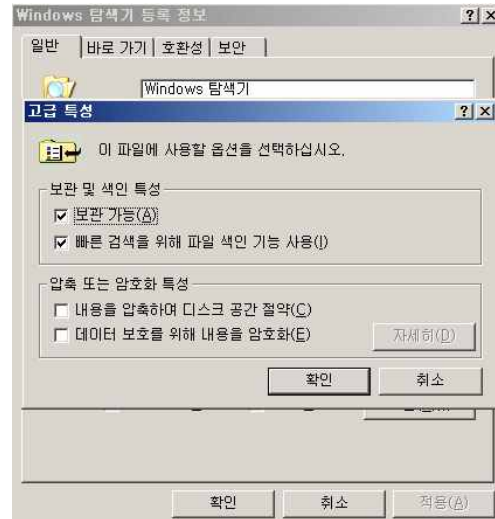 Windows 탐색기 등록 정보
일반 바로 가기 호환성 보안
Windows 탐색기
고급 특성
이 파일에 사용할 옵션을 선택하십시오.
보관 및 색인 특성
보관 가능(A)
빠른 검색을 위해 파일 색인 기능 사용(I)
압축 또는 암호화 특성
내용을 압축하며 디스크 공간 절약(C)
데이터 보호를 위해 내용을 암호화(E)
자세히(D)
확인 취소
확인 취소 적용(A)